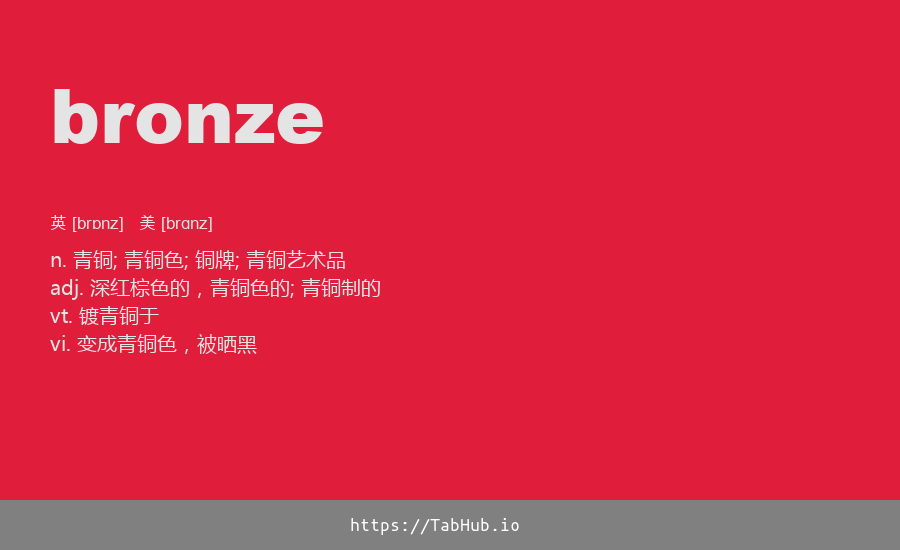 bronze
英 [brɒnz] 美 [brɑnz]
n. 青铜; 青铜色; 铜牌; 青铜艺术品
adj. 深红棕色的，青铜色的; 青铜制的
vt. 镀青铜于
vi. 变成青铜色，被晒黑
https://TabHub.io